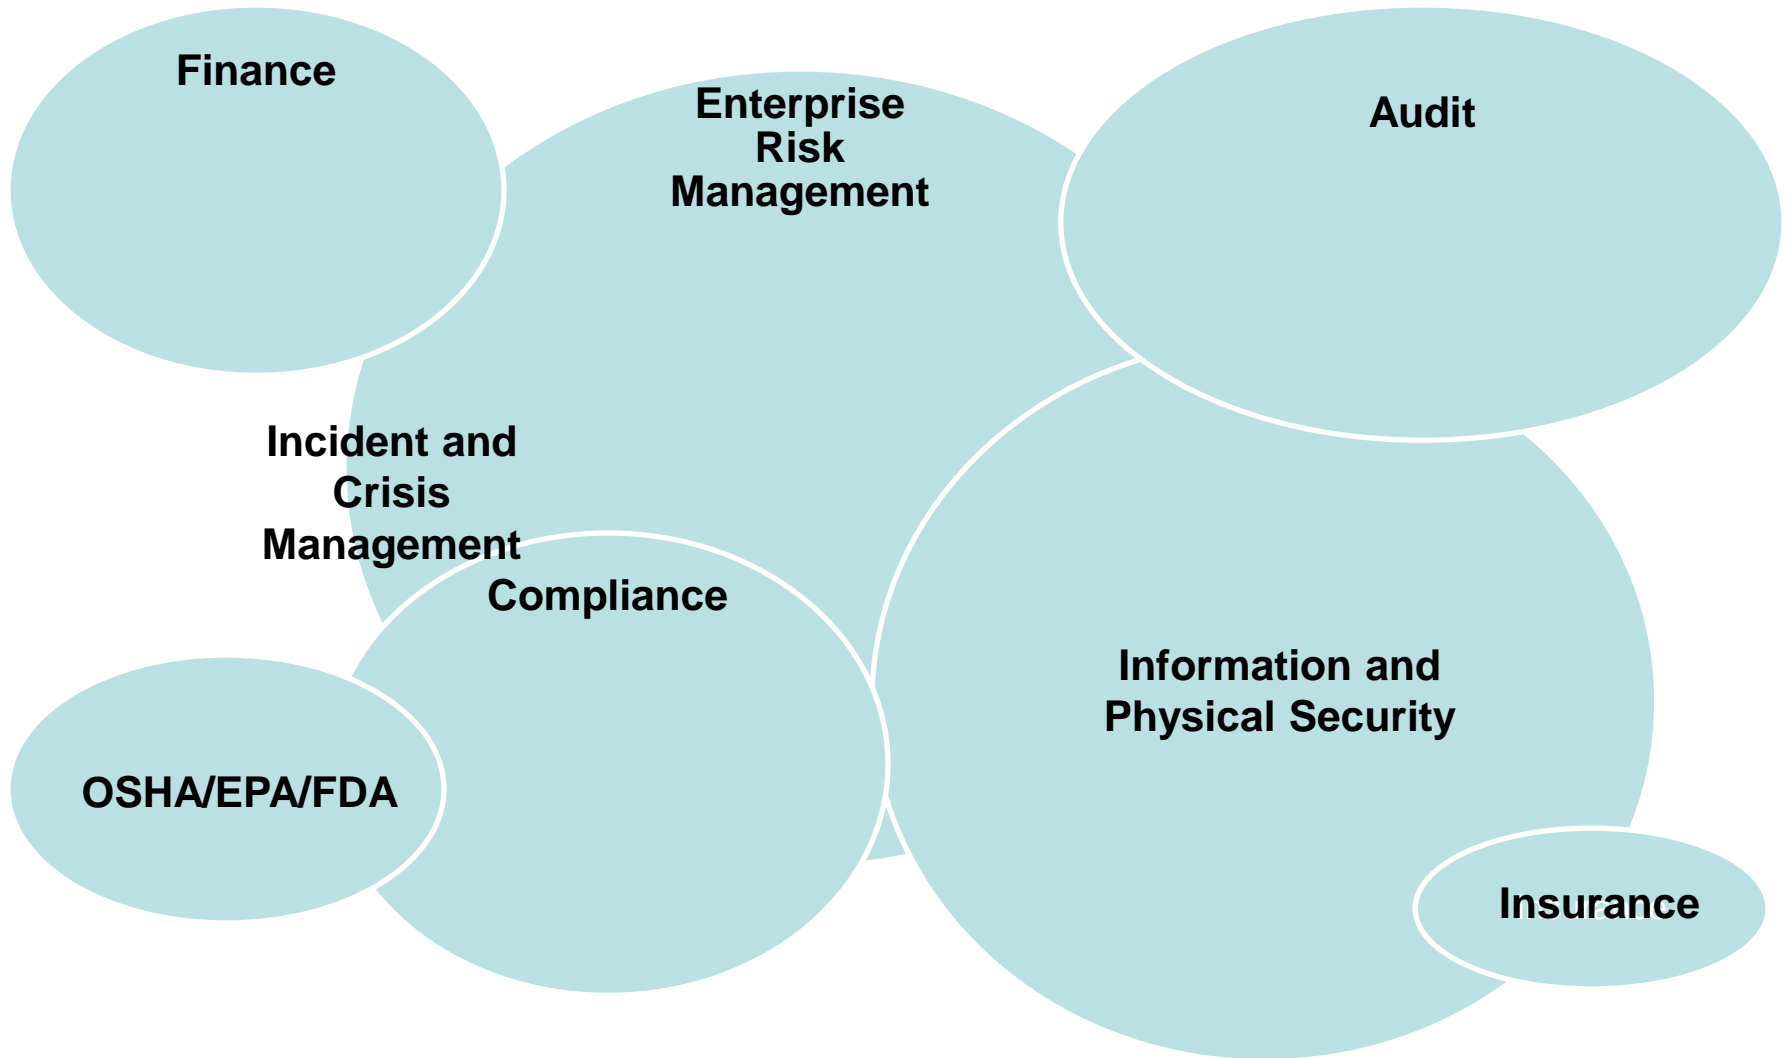 Finance
Enterprise
Risk
Management
Audit
Incident and
Crisis
Management
Compliance
Information and
Physical Security
OSHA/EPA/FDA
Insurance